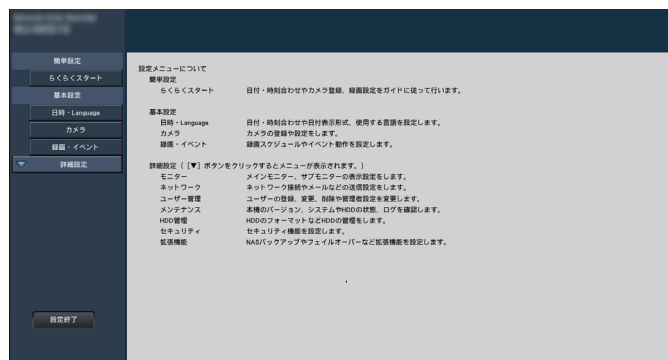 簡単設定
らくらくスタート
基本設定
日時・Language
カメラ
録画・イベント
詳細設定
設定終了
設定メニューについて
簡単設定
らくらくスタート 日付・時刻合わせやカメラ登録、録画設定をガイドに従って行います。
基本設定
日時・Language 日付・時刻合わせや日付表示形式、使用する言語を設定します。
カメラ カメラの登録や設定をします。
録画・イベント 録画スケジュールやイベント動作を設定します。
詳細設定（［▼］ボタンをクリックするとメニューが表示されます。）
モニター メインモニター、サブモニターの表示設定をします。
ネットワーク ネットワーク接続やメールなどの送信設定をします。
ユーザー管理 ユーザーの登録、変更、削除や管理者設定を変更します。
メンテナンス 本機のバージョン、システムやHDDの状態、ログを確認します。
HDD管理 HDDのフォーマットなどHDDの管理をします。
セキュリティ セキュリティ機能を設定します。
拡張機能 NASバックアップやフェイルオーバーなど拡張機能を設定します。